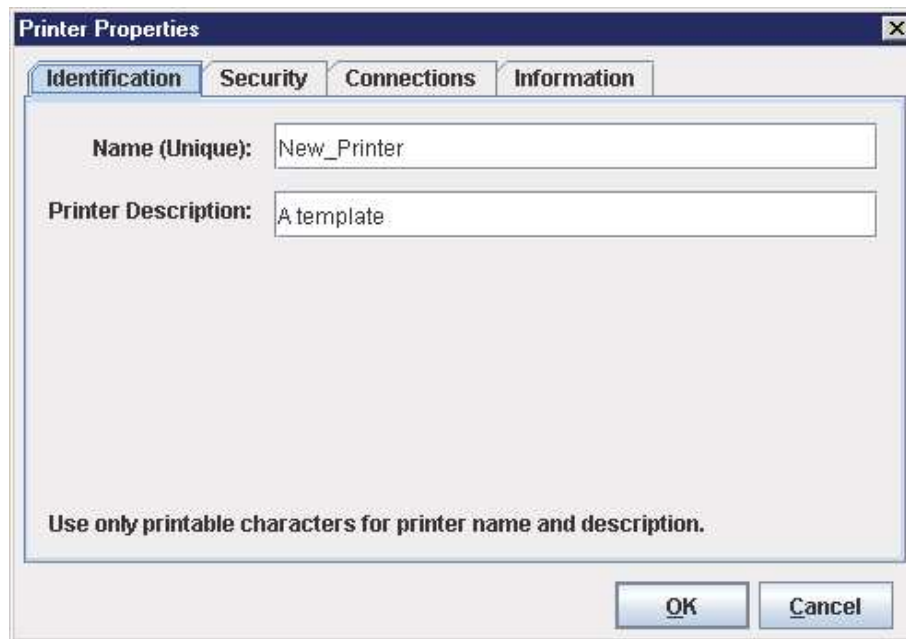 Printer Properties
Identification Security Connections Information
Name (Unique): New_Printer
Printer Description: A template
Use only printable characters for printer name and description.
OK Cancel